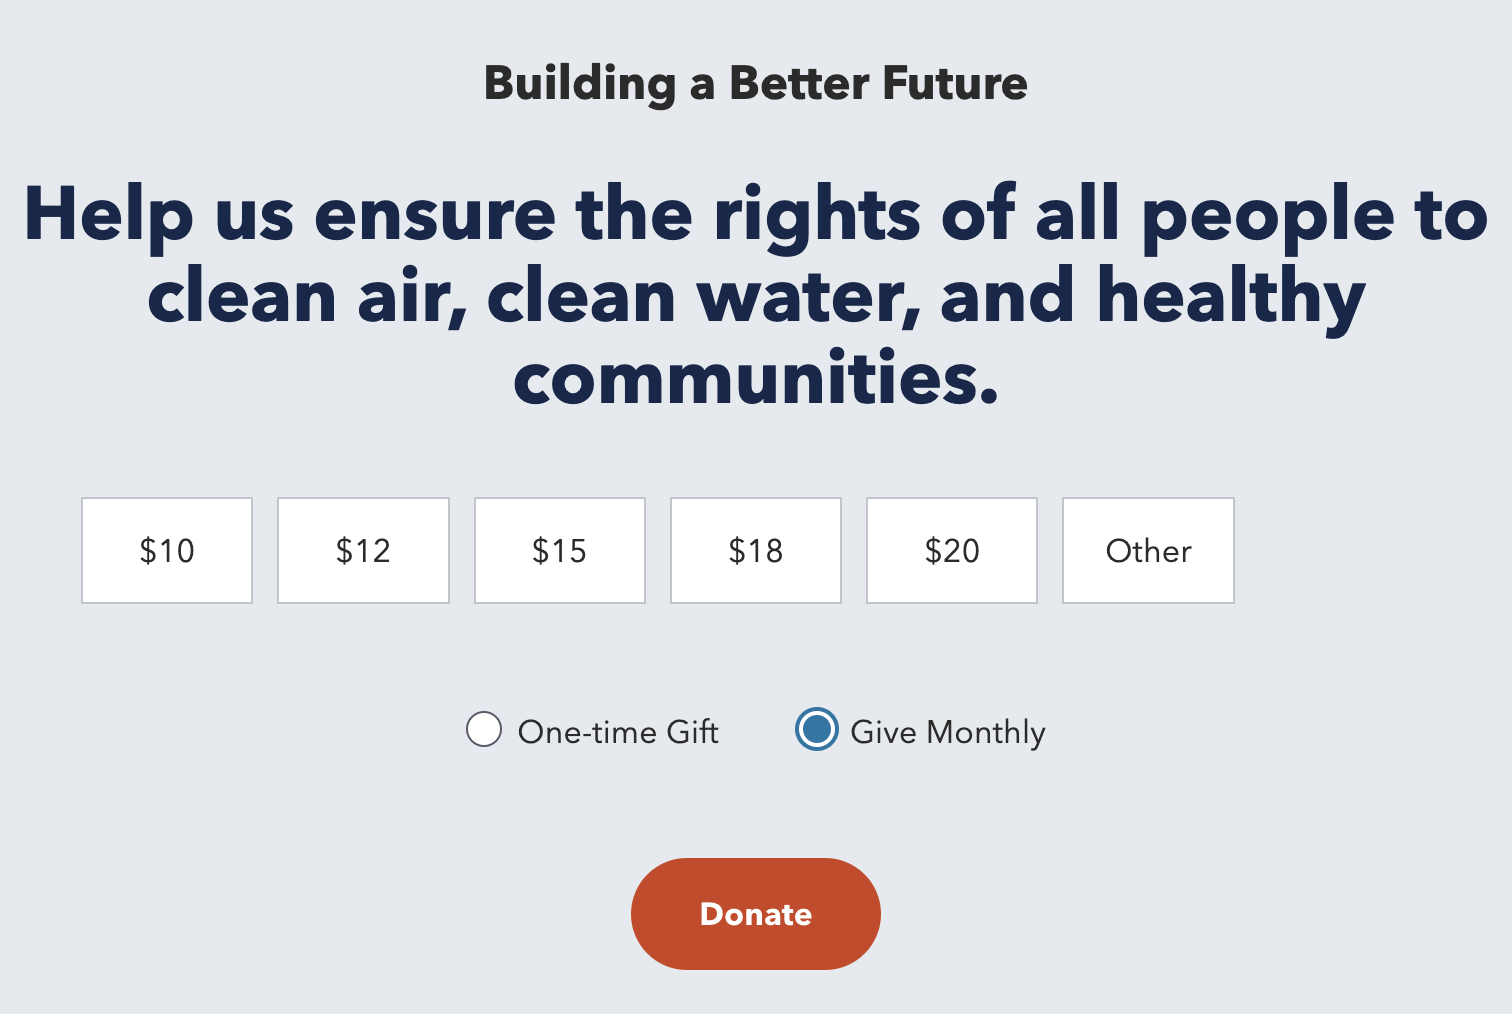 Building a Better Future
Help us ensure the rights of all people to
clean air, clean water, and healthy
communities.
$10 $12 $15 $18 $20 Other
One-time Gift Give Monthly
Donate